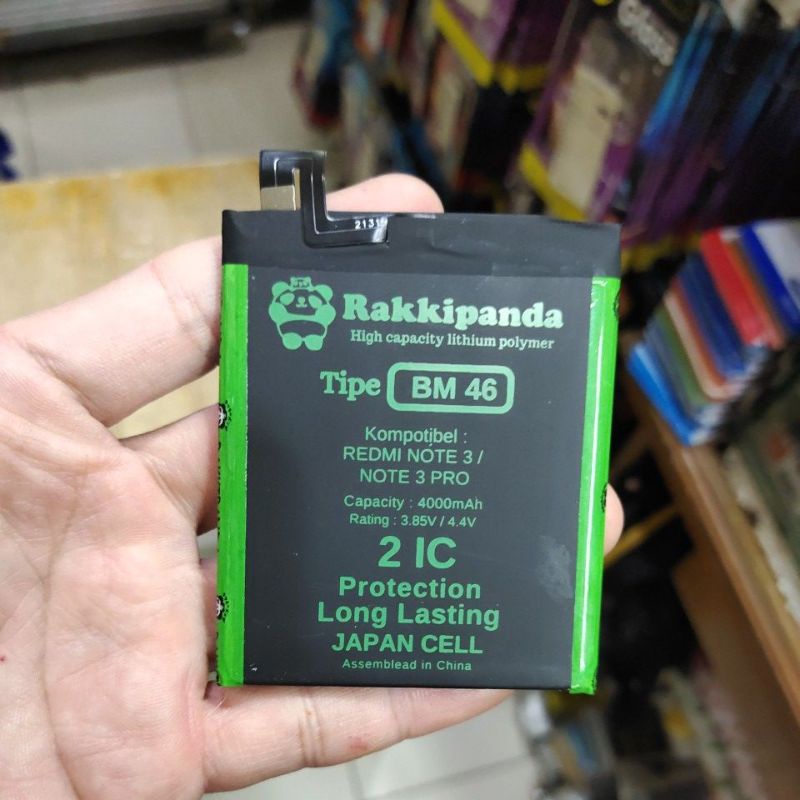 2131
Rakkipanda
High capacity lithium polymer
Tipe BM 46
Kompotibel :
REDMI NOTE 3 /
NOTE 3 PRO
Capacity : 4000mAh
Rating : 3.85V / 4.4V
2 IC
Protection
Long Lasting
JAPAN CELL
Assemblead in China